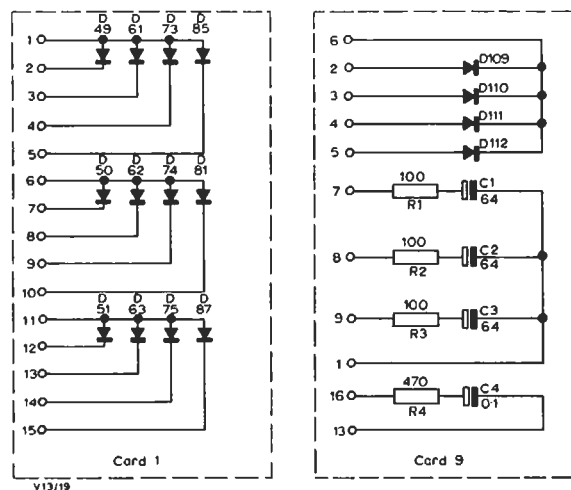 D D D D
49 61 73 85
1
2
3
4
5
D D D D
50 62 74 81
6
7
8
9
10
D D D D
51 63 75 87
11
12
13
14
15
Card 1
V13/19
6
2 D109
3 D110
4 D111
5 D112
7 100 C1
R1 64
8 100 C2
R2 64
9 100 C3
R3 64
1
16 470 C4
R4 0·1
13
Card 9